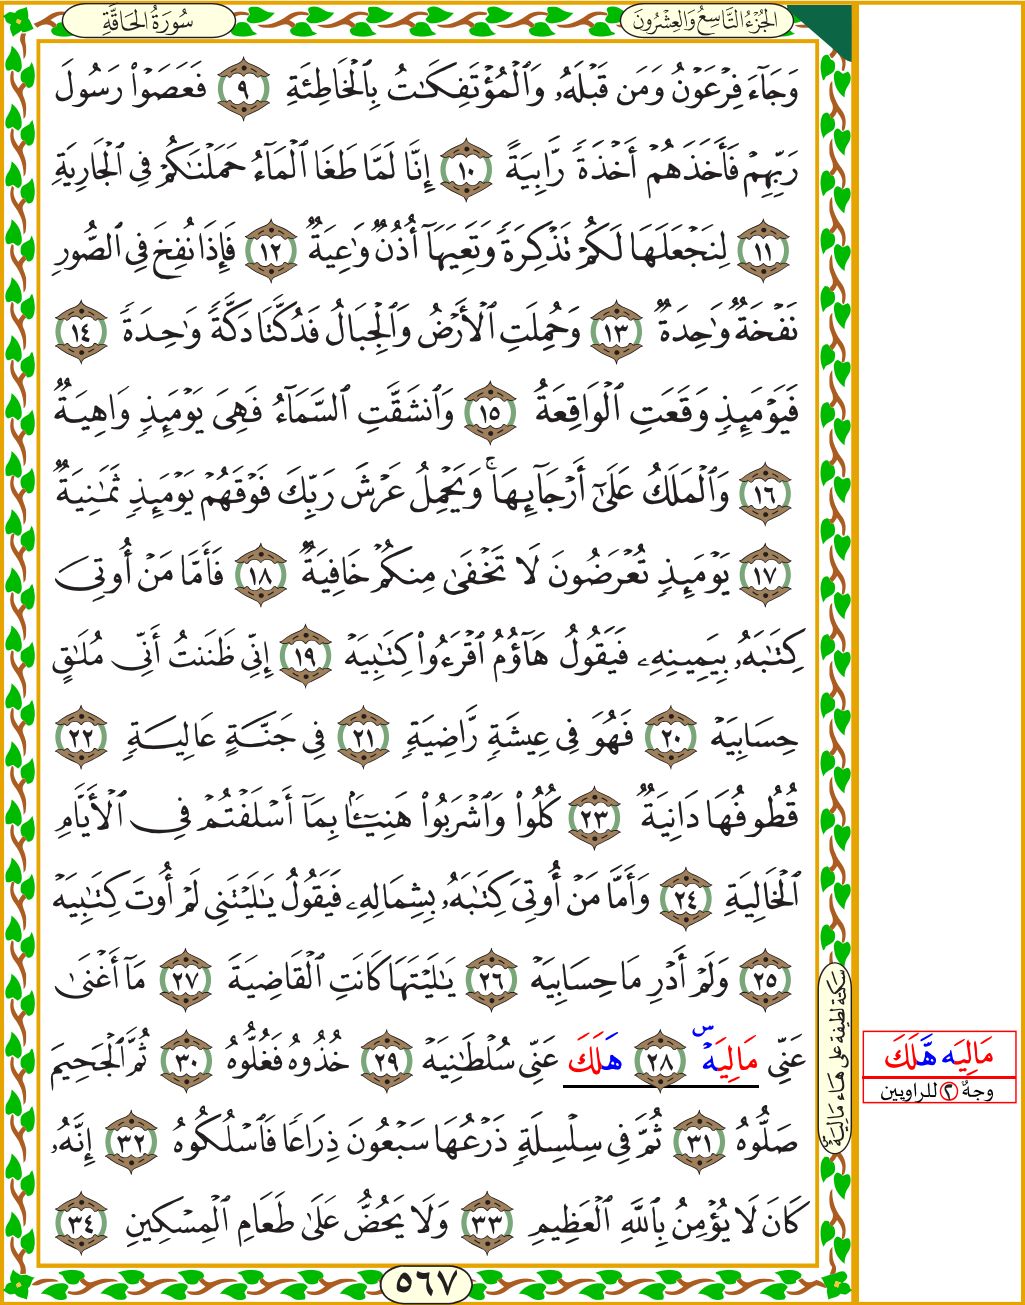 سُورَةُ الحَاقَّةِ
الجُزْءُ التَّاسِعُ وَالعِشْرُونَ
وَجَآءَ فِرْعَوْنُ وَمَن قَبْلَهُۥ وَٱلْمُؤْتَفِكَـٰتُ بِٱلْخَاطِئَةِ ٩ فَعَصَوْا۟ رَسُولَ
رَبِّهِمْ فَأَخَذَهُمْ أَخْذَةً رَّابِيَةً ١٠ إِنَّا لَمَّا طَغَا ٱلْمَآءُ حَمَلْنَـٰكُمْ فِى ٱلْجَارِيَةِ
١١ لِنَجْعَلَهَا لَكُمْ تَذْكِرَةً وَتَعِيَهَآ أُذُنٌ وَٰعِيَةٌ ١٢ فَإِذَا نُفِخَ فِى ٱلصُّورِ
نَفْخَةٌ وَٰحِدَةٌ ١٣ وَحُمِلَتِ ٱلْأَرْضُ وَٱلْجِبَالُ فَدُكَّتَا دَكَّةً وَٰحِدَةً ١٤
فَيَوْمَئِذٍ وَقَعَتِ ٱلْوَاقِعَةُ ١٥ وَٱنشَقَّتِ ٱلسَّمَآءُ فَهِىَ يَوْمَئِذٍ وَاهِيَةٌ
١٦ وَٱلْمَلَكُ عَلَىٰٓ أَرْجَآئِهَا ۚ وَيَحْمِلُ عَرْشَ رَبِّكَ فَوْقَهُمْ يَوْمَئِذٍ ثَمَـٰنِيَةٌ
١٧ يَوْمَئِذٍ تُعْرَضُونَ لَا تَخْفَىٰ مِنكُمْ خَافِيَةٌ ١٨ فَأَمَّا مَنْ أُوتِىَ
كِتَـٰبَهُۥ بِيَمِينِهِۦ فَيَقُولُ هَآؤُمُ ٱقْرَءُوا۟ كِتَـٰبِيَهْ ١٩ إِنِّى ظَنَنتُ أَنِّى مُلَـٰقٍ
حِسَابِيَهْ ٢٠ فَهُوَ فِى عِيشَةٍ رَّاضِيَةٍ ٢١ فِى جَنَّةٍ عَالِيَةٍ ٢٢
قُطُوفُهَا دَانِيَةٌ ٢٣ كُلُوا۟ وَٱشْرَبُوا۟ هَنِيٓـًٔۢا بِمَآ أَسْلَفْتُمْ فِى ٱلْأَيَّامِ
ٱلْخَالِيَةِ ٢٤ وَأَمَّا مَنْ أُوتِىَ كِتَـٰبَهُۥ بِشِمَالِهِۦ فَيَقُولُ يَـٰلَيْتَنِى لَمْ أُوتَ كِتَـٰبِيَهْ
٢٥ وَلَمْ أَدْرِ مَا حِسَابِيَهْ ٢٦ يَـٰلَيْتَهَا كَانَتِ ٱلْقَاضِيَةَ ٢٧ مَآ أَغْنَىٰ
عَنِّى مَالِيَهْ ۜ ٢٨ هَلَكَ عَنِّى سُلْطَـٰنِيَهْ ٢٩ خُذُوهُ فَغُلُّوهُ ٣٠ ثُمَّ ٱلْجَحِيمَ
صَلُّوهُ ٣١ ثُمَّ فِى سِلْسِلَةٍ ذَرْعُهَا سَبْعُونَ ذِرَاعًا فَٱسْلُكُوهُ ٣٢ إِنَّهُۥ
كَانَ لَا يُؤْمِنُ بِٱللَّهِ ٱلْعَظِيمِ ٣٣ وَلَا يَحُضُّ عَلَىٰ طَعَامِ ٱلْمِسْكِينِ ٣٤
سكتة لطيفة على هاء مَالِيَهْ ۜ
مَالِيَه هَّلَكَ
وجهٌ ٢ للراويين
٥٦٧